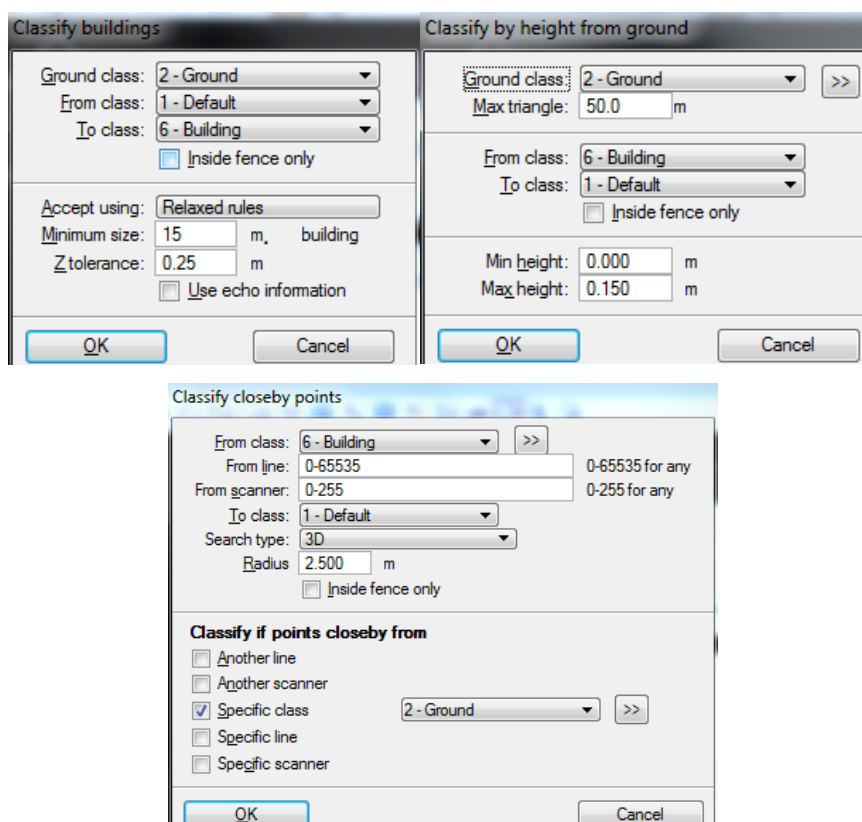 Classify buildings
Ground class: 2 - Ground
From class: 1 - Default
To class: 6 - Building
Inside fence only
Accept using: Relaxed rules
Minimum size: 15 m. building
Z tolerance: 0.25 m
Use echo information
OK Cancel
Classify by height from ground
Ground class: 2 - Ground >>
Max triangle: 50.0 m
From class: 6 - Building
To class: 1 - Default
Inside fence only
Min height: 0.000 m
Max height: 0.150 m
OK Cancel
Classify closeby points
From class: 6 - Building >>
From line: 0-65535 0-65535 for any
From scanner: 0-255 0-255 for any
To class: 1 - Default
Search type: 3D
Radius 2.500 m
Inside fence only
Classify if points closeby from
Another line
Another scanner
Specific class 2 - Ground >>
Specific line
Specific scanner
OK Cancel